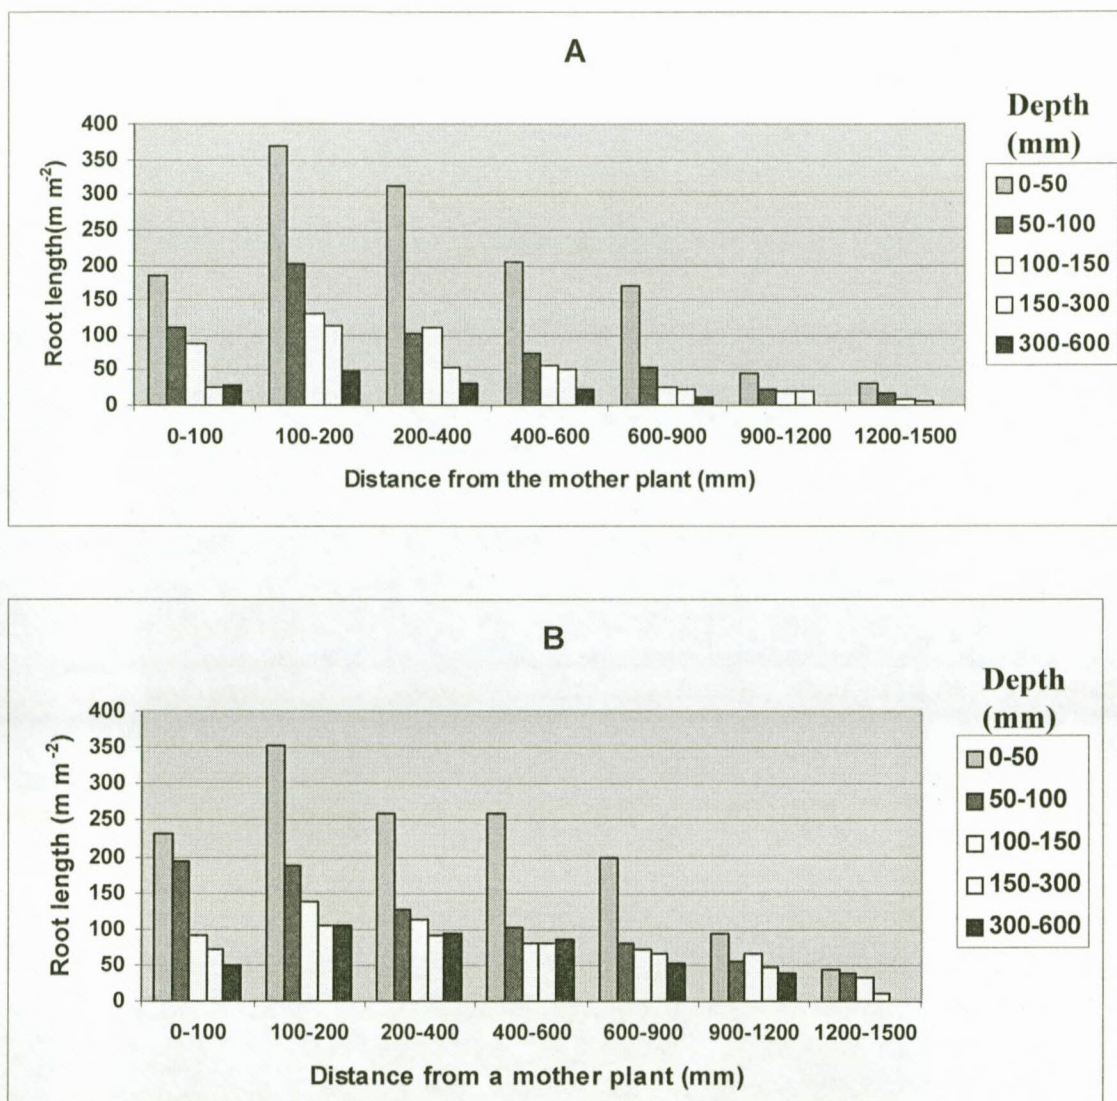 A
Depth
(mm)
0-50
50-100
100-150
150-300
300-600
Root length(m m-2)
400
350
300
250
200
150
100
50
0
0-100 100-200 200-400 400-600 600-900 900-1200 1200-1500
Distance from the mother plant (mm)
B
Depth
(mm)
0-50
50-100
100-150
150-300
300-600
Root length (m m-2)
400
350
300
250
200
150
100
50
0
0-100 100-200 200-400 400-600 600-900 900-1200 1200-1500
Distance from a mother plant (mm)